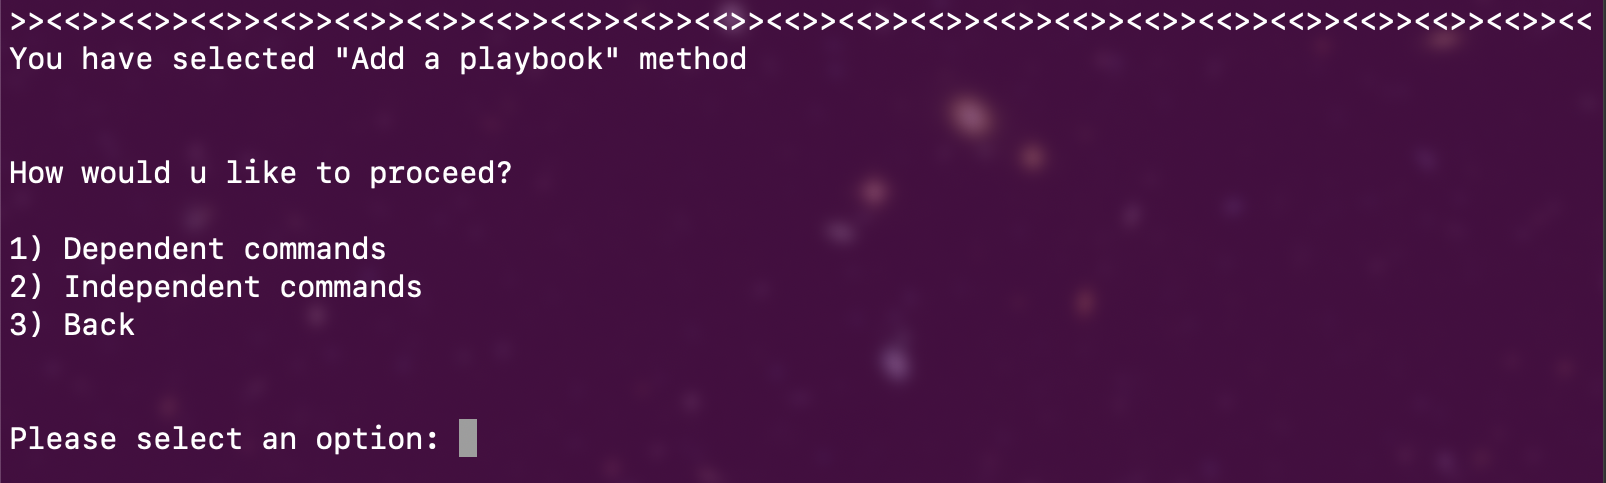 >><<>><<>><<>><<>><<>><<>><<>><<>><<>><<>><<>><<>><<>><<>><<>><<>><<>><<>><<>><<>><<>><<
You have selected "Add a playbook" method
How would u like to proceed?
1) Dependent commands
2) Independent commands
3) Back
Please select an option: